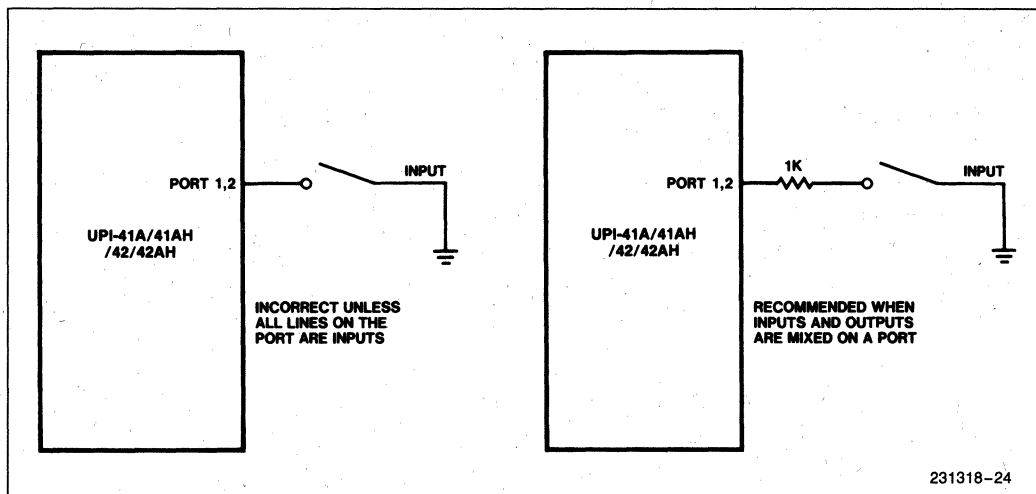 PORT 1,2
INPUT
UPI-41A/41AH
/42/42AH
INCORRECT UNLESS
ALL LINES ON THE
PORT ARE INPUTS
PORT 1,2
1K
INPUT
UPI-41A/41AH
/42/42AH
RECOMMENDED WHEN
INPUTS AND OUTPUTS
ARE MIXED ON A PORT
231318-24